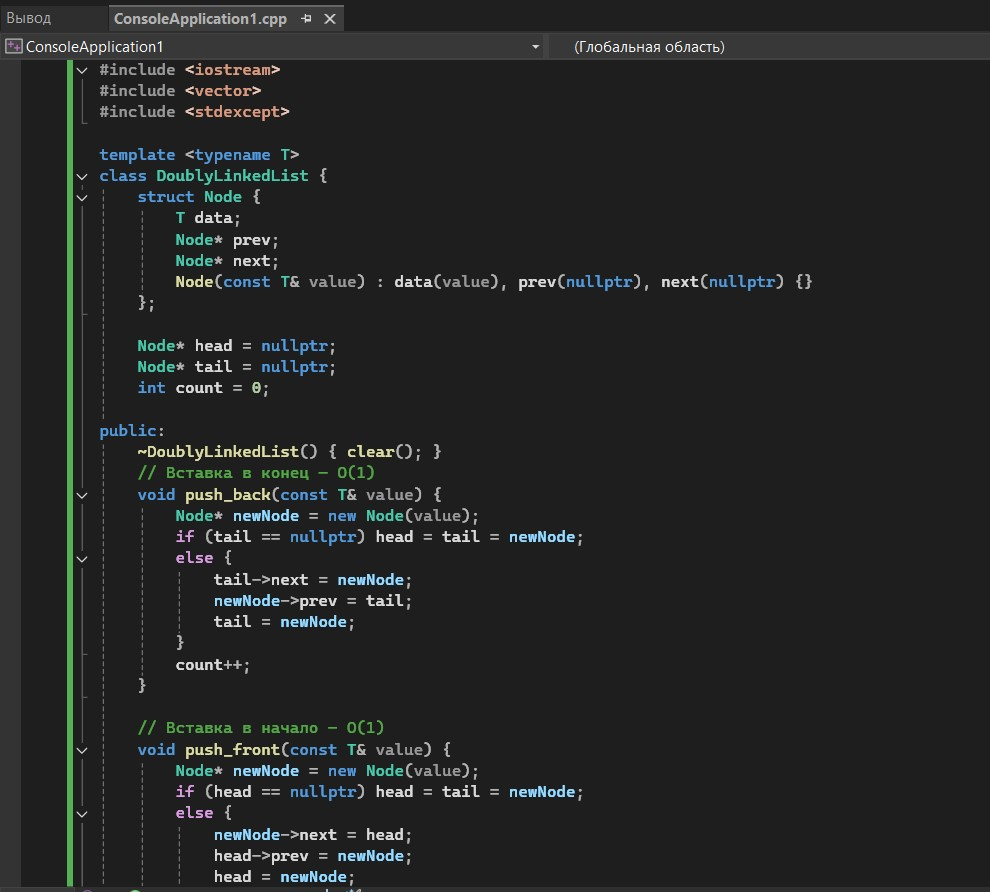 Вывод
ConsoleApplication1.cpp
ConsoleApplication1
(Глобальная область)
#include <iostream>
#include <vector>
#include <stdexcept>
template <typename T>
class DoublyLinkedList {
struct Node {
T data;
Node* prev;
Node* next;
Node(const T& value) : data(value), prev(nullptr), next(nullptr) {}
};
Node* head = nullptr;
Node* tail = nullptr;
int count = 0;
public:
~DoublyLinkedList() { clear(); }
// Вставка в конец — O(1)
void push_back(const T& value) {
Node* newNode = new Node(value);
if (tail == nullptr) head = tail = newNode;
else {
tail->next = newNode;
newNode->prev = tail;
tail = newNode;
}
count++;
}
// Вставка в начало — O(1)
void push_front(const T& value) {
Node* newNode = new Node(value);
if (head == nullptr) head = tail = newNode;
else {
newNode->next = head;
head->prev = newNode;
head = newNode;